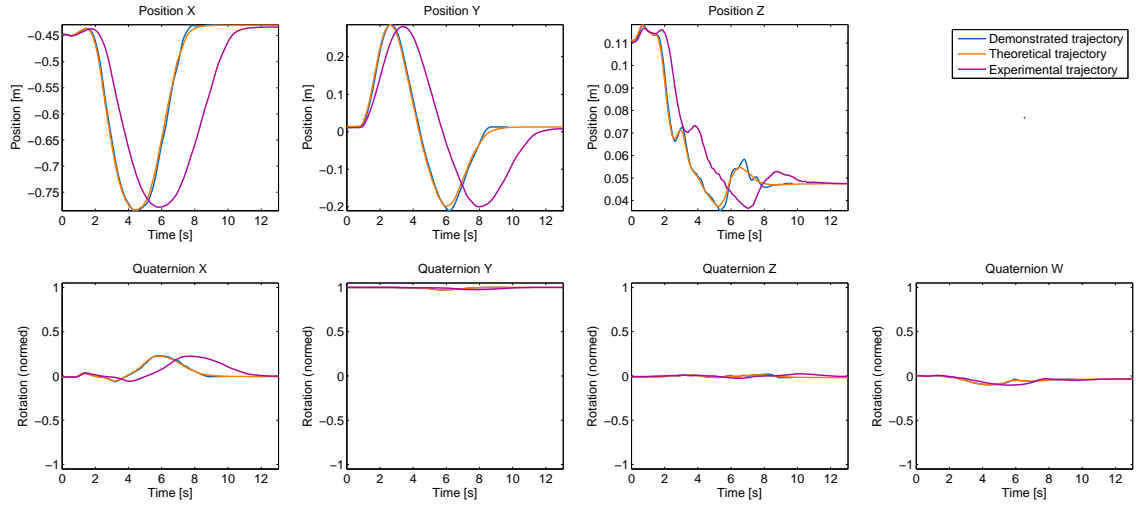 Position X
Position Y
Position Z
−0.45
−0.5
−0.55
−0.6
−0.65
−0.7
−0.75
Position [m]
0 2 4 6 8 10 12
Time [s]
0.2
0.1
0
−0.1
−0.2
Position [m]
0 2 4 6 8 10 12
Time [s]
0.11
0.1
0.09
0.08
0.07
0.06
0.05
0.04
Position [m]
0 2 4 6 8 10 12
Time [s]
Demonstrated trajectory
Theoretical trajectory
Experimental trajectory
Quaternion X
Quaternion Y
Quaternion Z
Quaternion W
1
0.5
0
−0.5
−1
Rotation (normed)
0 2 4 6 8 10 12
Time [s]
1
0.5
0
−0.5
−1
Rotation (normed)
0 2 4 6 8 10 12
Time [s]
1
0.5
0
−0.5
−1
Rotation (normed)
0 2 4 6 8 10 12
Time [s]
1
0.5
0
−0.5
−1
Rotation (normed)
0 2 4 6 8 10 12
Time [s]